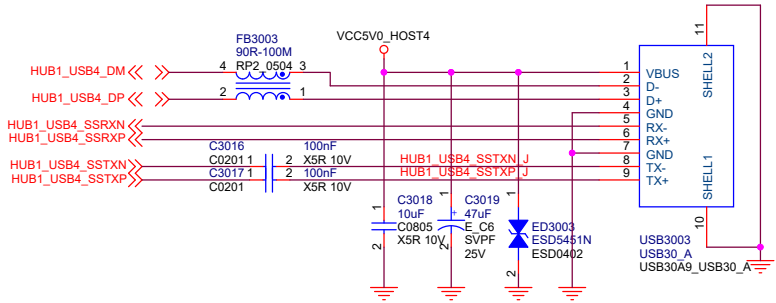 FB3003
90R-100M
RP2_0504
VCC5V0_HOST4
HUB1_USB4_DM
4
3
HUB1_USB4_DP
2
1
HUB1_USB4_SSRXN
HUB1_USB4_SSRXP
HUB1_USB4_SSTXN
HUB1_USB4_SSTXP
C3016
C0201
1
2
100nF
X5R 10V
C3017
C0201
1
2
100nF
X5R 10V
HUB1_USB4_SSTXN_J
HUB1_USB4_SSTXP_J
1
2
C3018
10uF
C0805
X5R 10V
1
2
+
C3019
47uF
E_C6
SVPF
25V
1
2
ED3003
ESD5451N
ESD0402
1 VBUS
2 D-
3 D+
4 GND
5 RX-
6 RX+
7 GND
8 TX-
9 TX+
11
SHELL2
SHELL1
10
USB3003
USB30_A
USB30A9_USB30_A